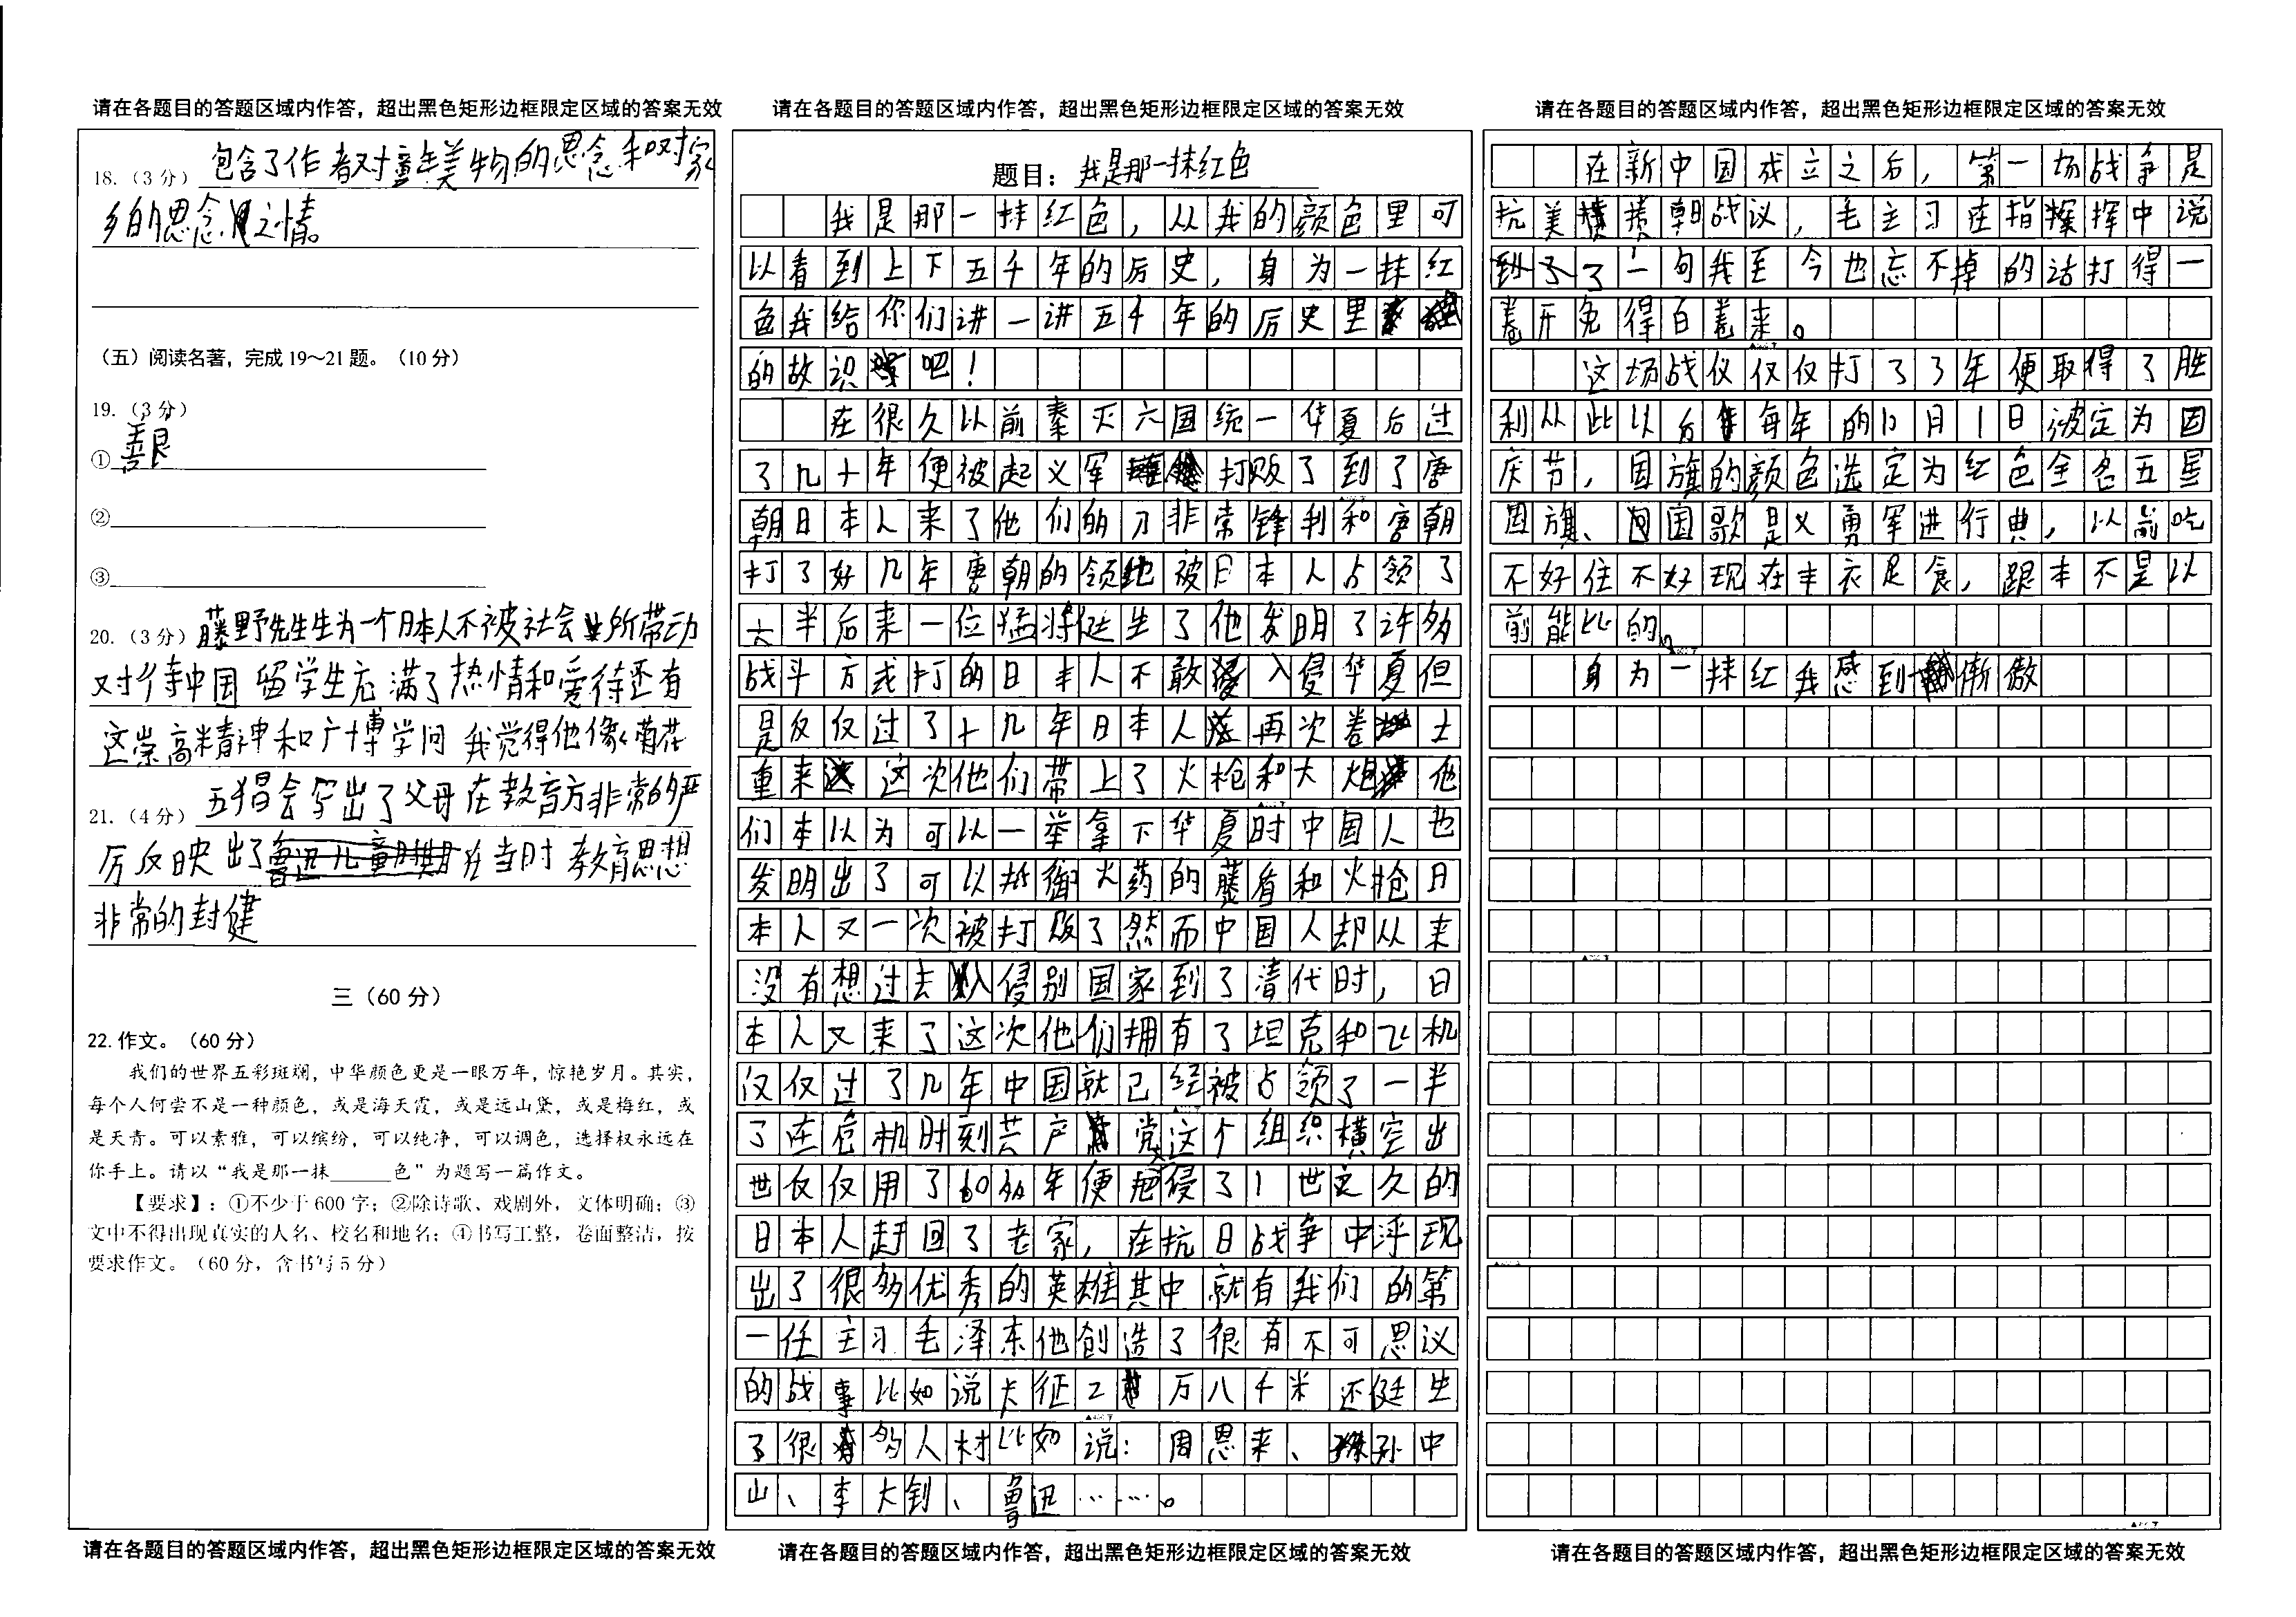 请在各题目的答题区域内作答，超出黑色矩形边框限定区域的答案无效
18.（3 分）包含了作者对童年美物的思念和对家
乡的思念之情。
（五）阅读名著，完成 19～21 题。（10 分）
19.（3 分）
①善良
②
③
20.（3 分）藤野先生生为一个日本人不被社会所带动
对待中国留学生充满了热情和爱待还有
这崇高精神和广博学问 我觉得他像菊花
21.（4 分）五猖会写出了父母在教育方非常的严
厉反映出了在当时教育思想
非常的封健
三（60 分）
22.作文。（60 分）
我们的世界五彩斑斓，中华颜色更是一眼万年，惊艳岁月。其实，
每个人何尝不是一种颜色，或是海天霞，或是远山黛，或是梅红，或
是天青。可以素雅，可以缤纷，可以纯净，可以调色，选择权永远在
你手上。请以“我是那一抹______色”为题写一篇作文。
【要求】：①不少于 600 字；②除诗歌、戏剧外，文体明确；③
文中不得出现真实的人名、校名和地名；④书写工整，卷面整洁，按
要求作文。（60 分，含书写 5 分）
请在各题目的答题区域内作答，超出黑色矩形边框限定区域的答案无效
请在各题目的答题区域内作答，超出黑色矩形边框限定区域的答案无效
题目：我是那一抹红色
我是那一抹红色，从我的颜色里可
以看到上下五千年的历史，身为一抹红
色我给你们讲一讲五千年的历史里
的故识吧！
在很久以前秦灭六国统一华夏后过
了几十年便被起义军打败了到了唐
朝日本人来了他们的刀非常锋利和唐朝
打了好几年唐朝的领地被日本人占领了
大半后来一位猛将诞生了他发明了许多
战斗方式打的日本人不敢入侵华夏但
是仅仅过了十几年日本人再次卷土
重来这次他们带上了火枪和大炮他
们本以为可以一举拿下华夏时中国人也
发明出了可以抵御火药的藤盾和火枪日
本人又一次被打败了然而中国人却从来
没有想过去入侵别国家到了清代时，日
本人又来了这次他们拥有了坦克和飞机
仅仅过了几年中国就已经被占领了一半
了在危机时刻共产党这个组织横空出
世仅仅用了60多年便把侵了1世之久的
日本人赶回了老家，在抗日战争中浮现
出了很多优秀的英雄其中就有我们的第
一任主习毛泽东他创造了很有不可思议
的战事比如说长征2万八千米还诞生
了很多人材比如说：周恩来、孙中
山、李大钊、鲁迅……。
请在各题目的答题区域内作答，超出黑色矩形边框限定区域的答案无效
请在各题目的答题区域内作答，超出黑色矩形边框限定区域的答案无效
在新中国成立之后，第一场战争是
抗美援朝战议，毛主习在指挥中说
了一句我至今也忘不掉的话打得一
卷开免得百卷来。
这场战仪仅仅打了3年便取得了胜
利从此以后每年的10月1日被定为国
庆节，国旗的颜色选定为红色全名五星
国旗、国歌是义勇军进行典，以前吃
不好住不好现在丰衣足食，跟本不是以
前能比的。
身为一抹红我感到傲傲
请在各题目的答题区域内作答，超出黑色矩形边框限定区域的答案无效